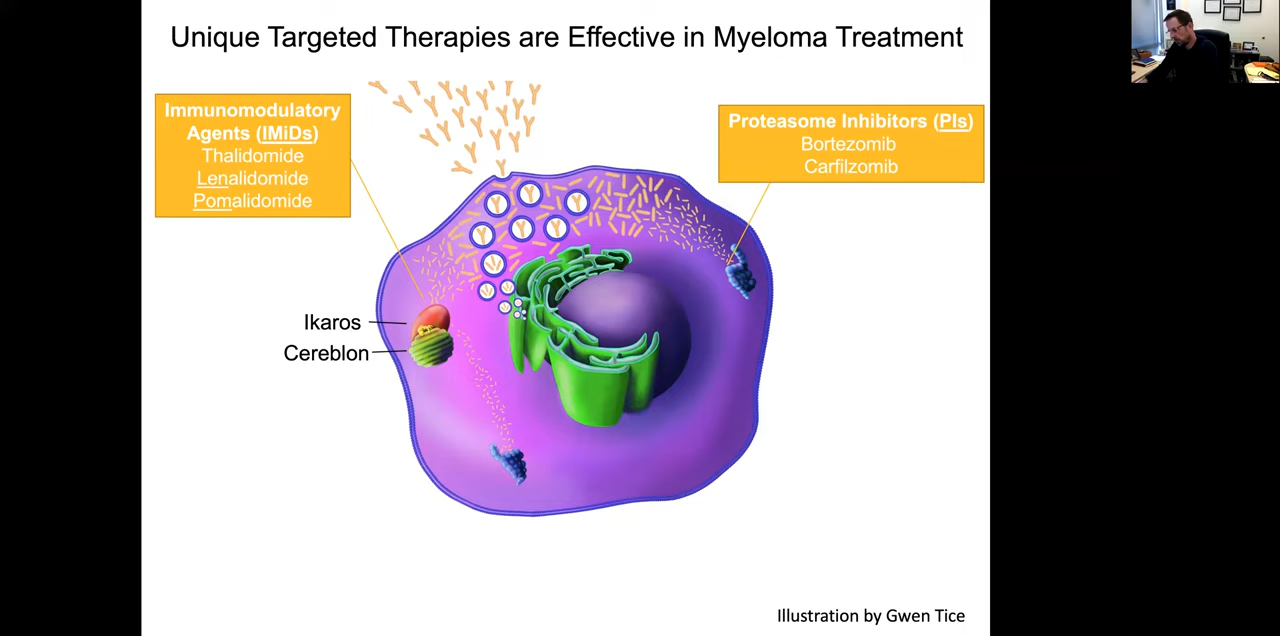 Unique Targeted Therapies are Effective in Myeloma Treatment
Immunomodulatory
Agents (IMiDs)
Thalidomide
Lenalidomide
Pomalidomide
Proteasome Inhibitors (PIs)
Bortezomib
Carfilzomib
Ikaros
Cereblon
Illustration by Gwen Tice